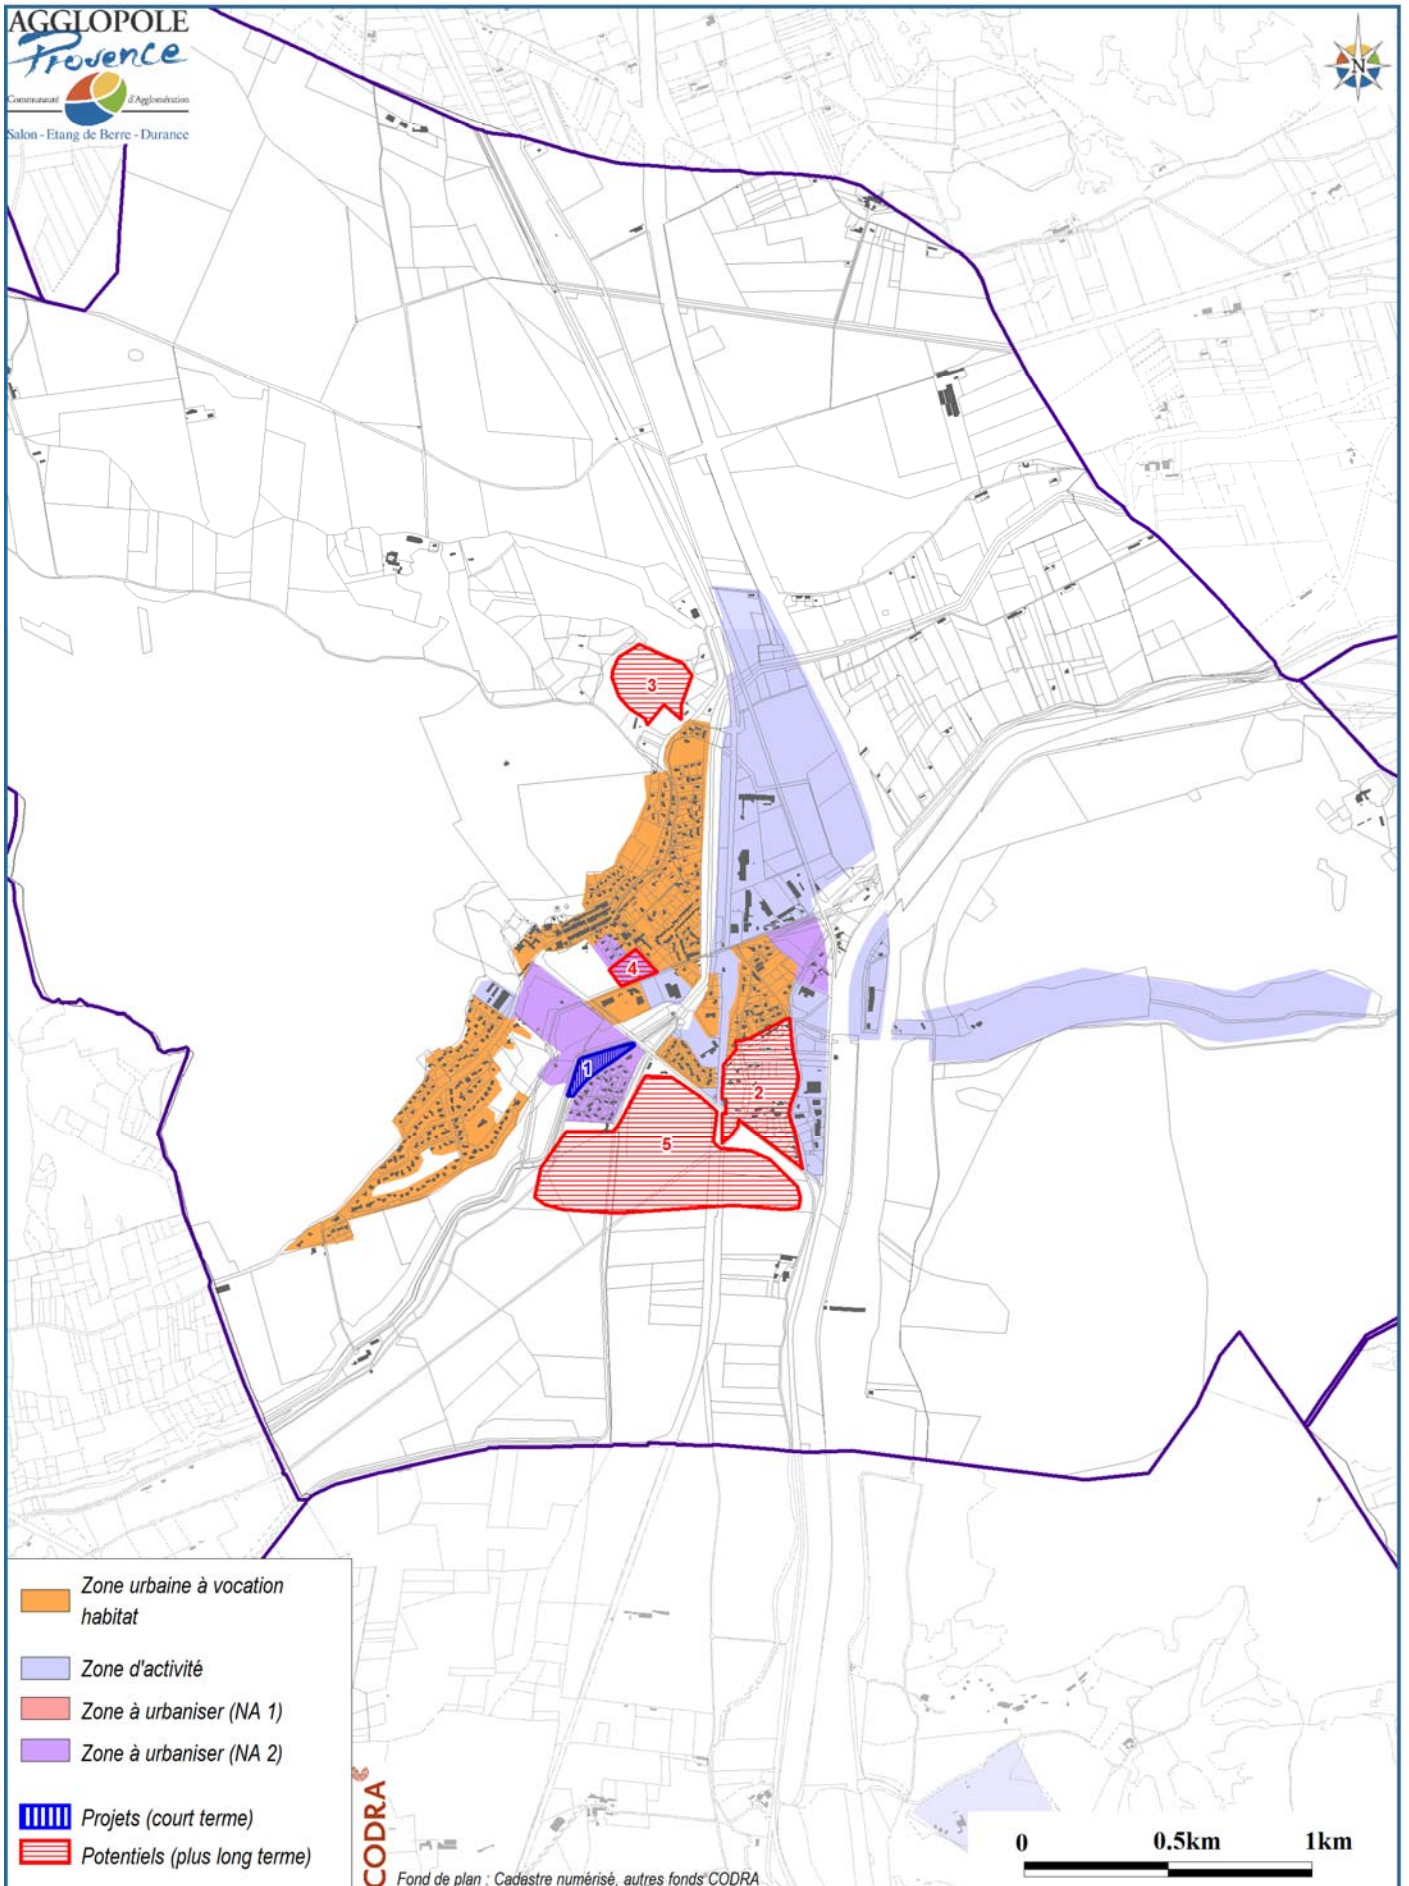 AGGLOPOLE
Provence
Communauté d'Agglomération
Salon - Etang de Berre - Durance
N
3
4
1
2
5
Zone urbaine à vocation
habitat
Zone d'activité
Zone à urbaniser (NA 1)
Zone à urbaniser (NA 2)
Projets (court terme)
Potentiels (plus long terme)
CODRA
Fond de plan : Cadastre numérisé, autres fonds CODRA
0 0.5km 1km